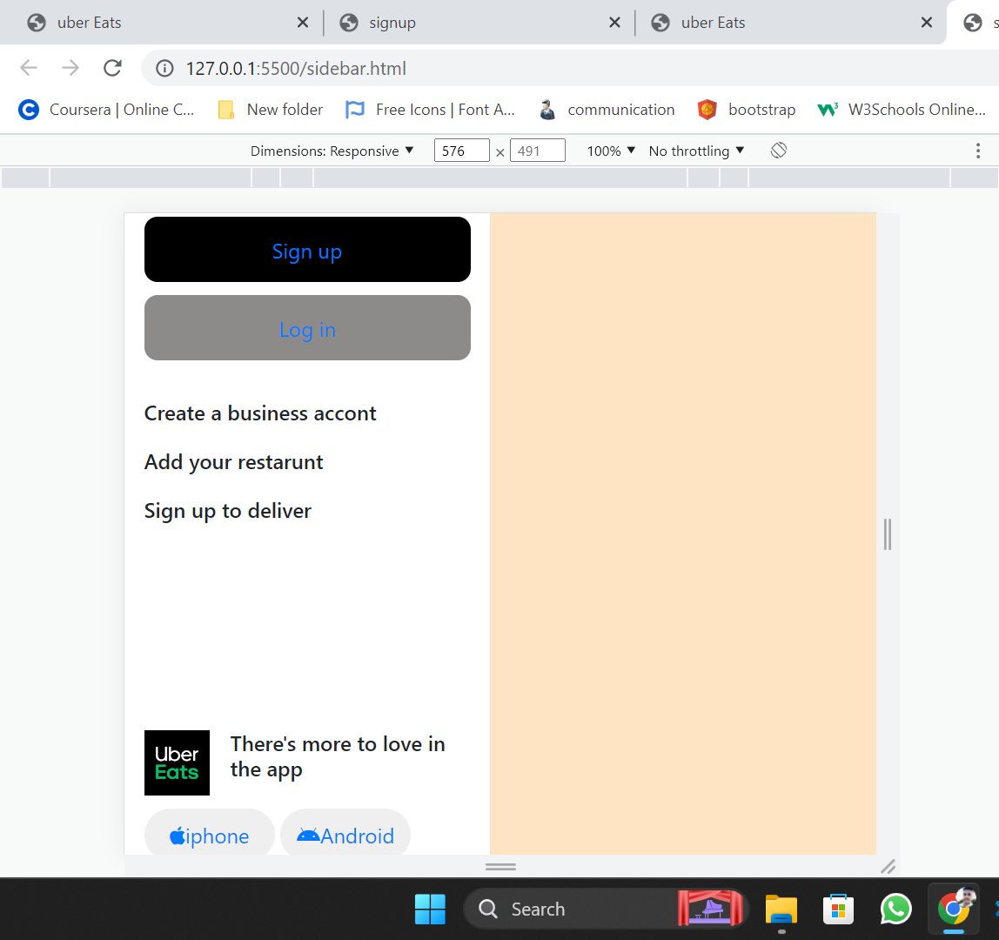 uber Eats
signup
uber Eats
s
127.0.0.1:5500/sidebar.html
Coursera | Online C...
New folder
Free Icons | Font A...
communication
bootstrap
W3Schools Online...
Dimensions: Responsive
576 × 491
100%
No throttling
Sign up
Log in
Create a business accont
Add your restarunt
Sign up to deliver
Uber
Eats
There's more to love in
the app
iphone
Android
Search